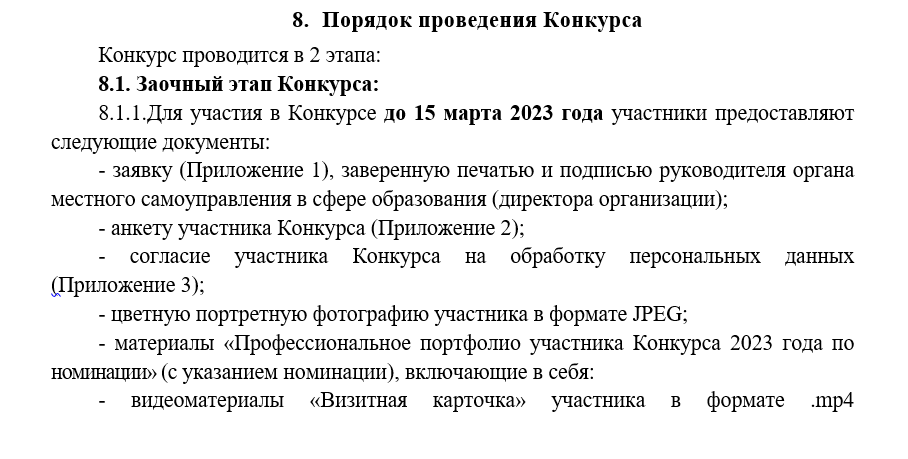 8. Порядок проведения Конкурса
Конкурс проводится в 2 этапа:
8.1. Заочный этап Конкурса:
8.1.1.Для участия в Конкурсе до 15 марта 2023 года участники предоставляют
следующие документы:
- заявку (Приложение 1), заверенную печатью и подписью руководителя органа
местного самоуправления в сфере образования (директора организации);
- анкету участника Конкурса (Приложение 2);
- согласие участника Конкурса на обработку персональных данных
(Приложение 3);
- цветную портретную фотографию участника в формате JPEG;
- материалы «Профессиональное портфолио участника Конкурса 2023 года по
номинации» (с указанием номинации), включающие в себя:
- видеоматериалы «Визитная карточка» участника в формате .mp4